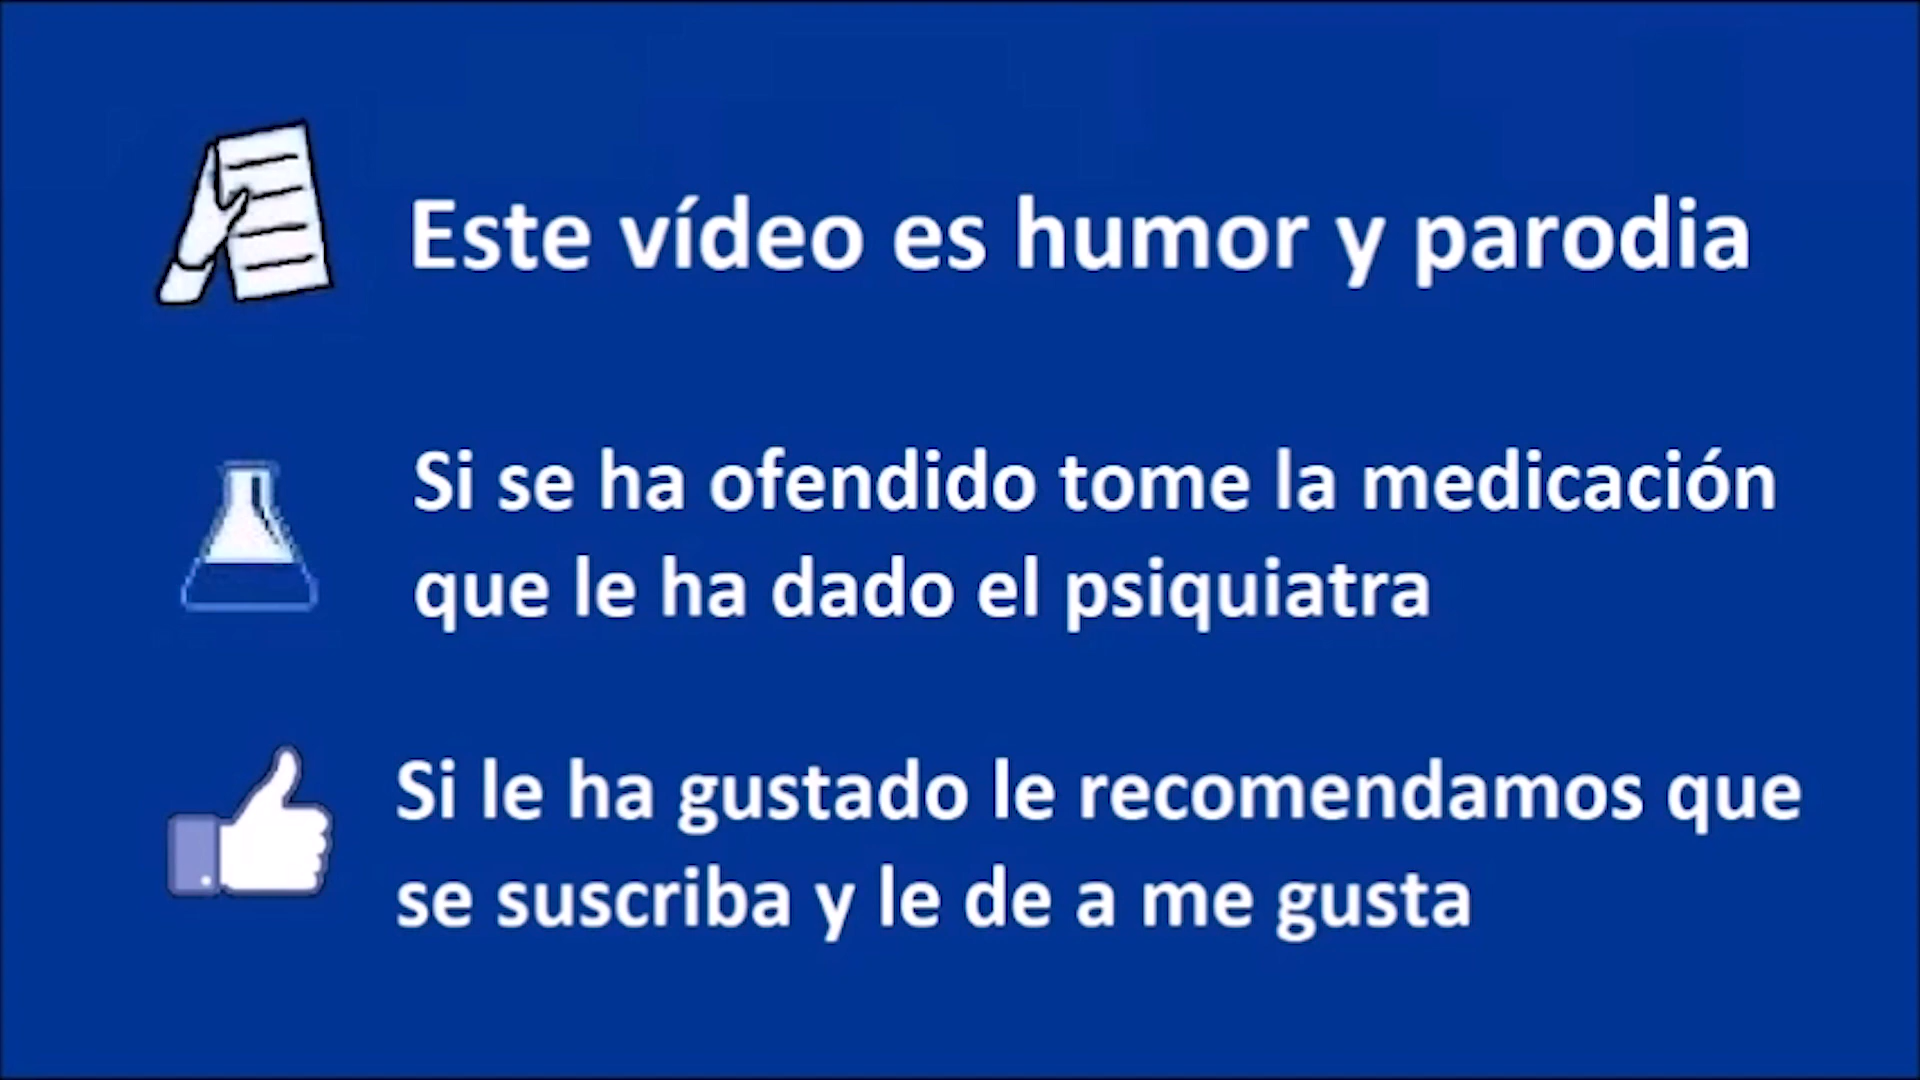 Este vídeo es humor y parodia
Si se ha ofendido tome la medicación
que le ha dado el psiquiatra
Si le ha gustado le recomendamos que
se suscriba y le de a me gusta